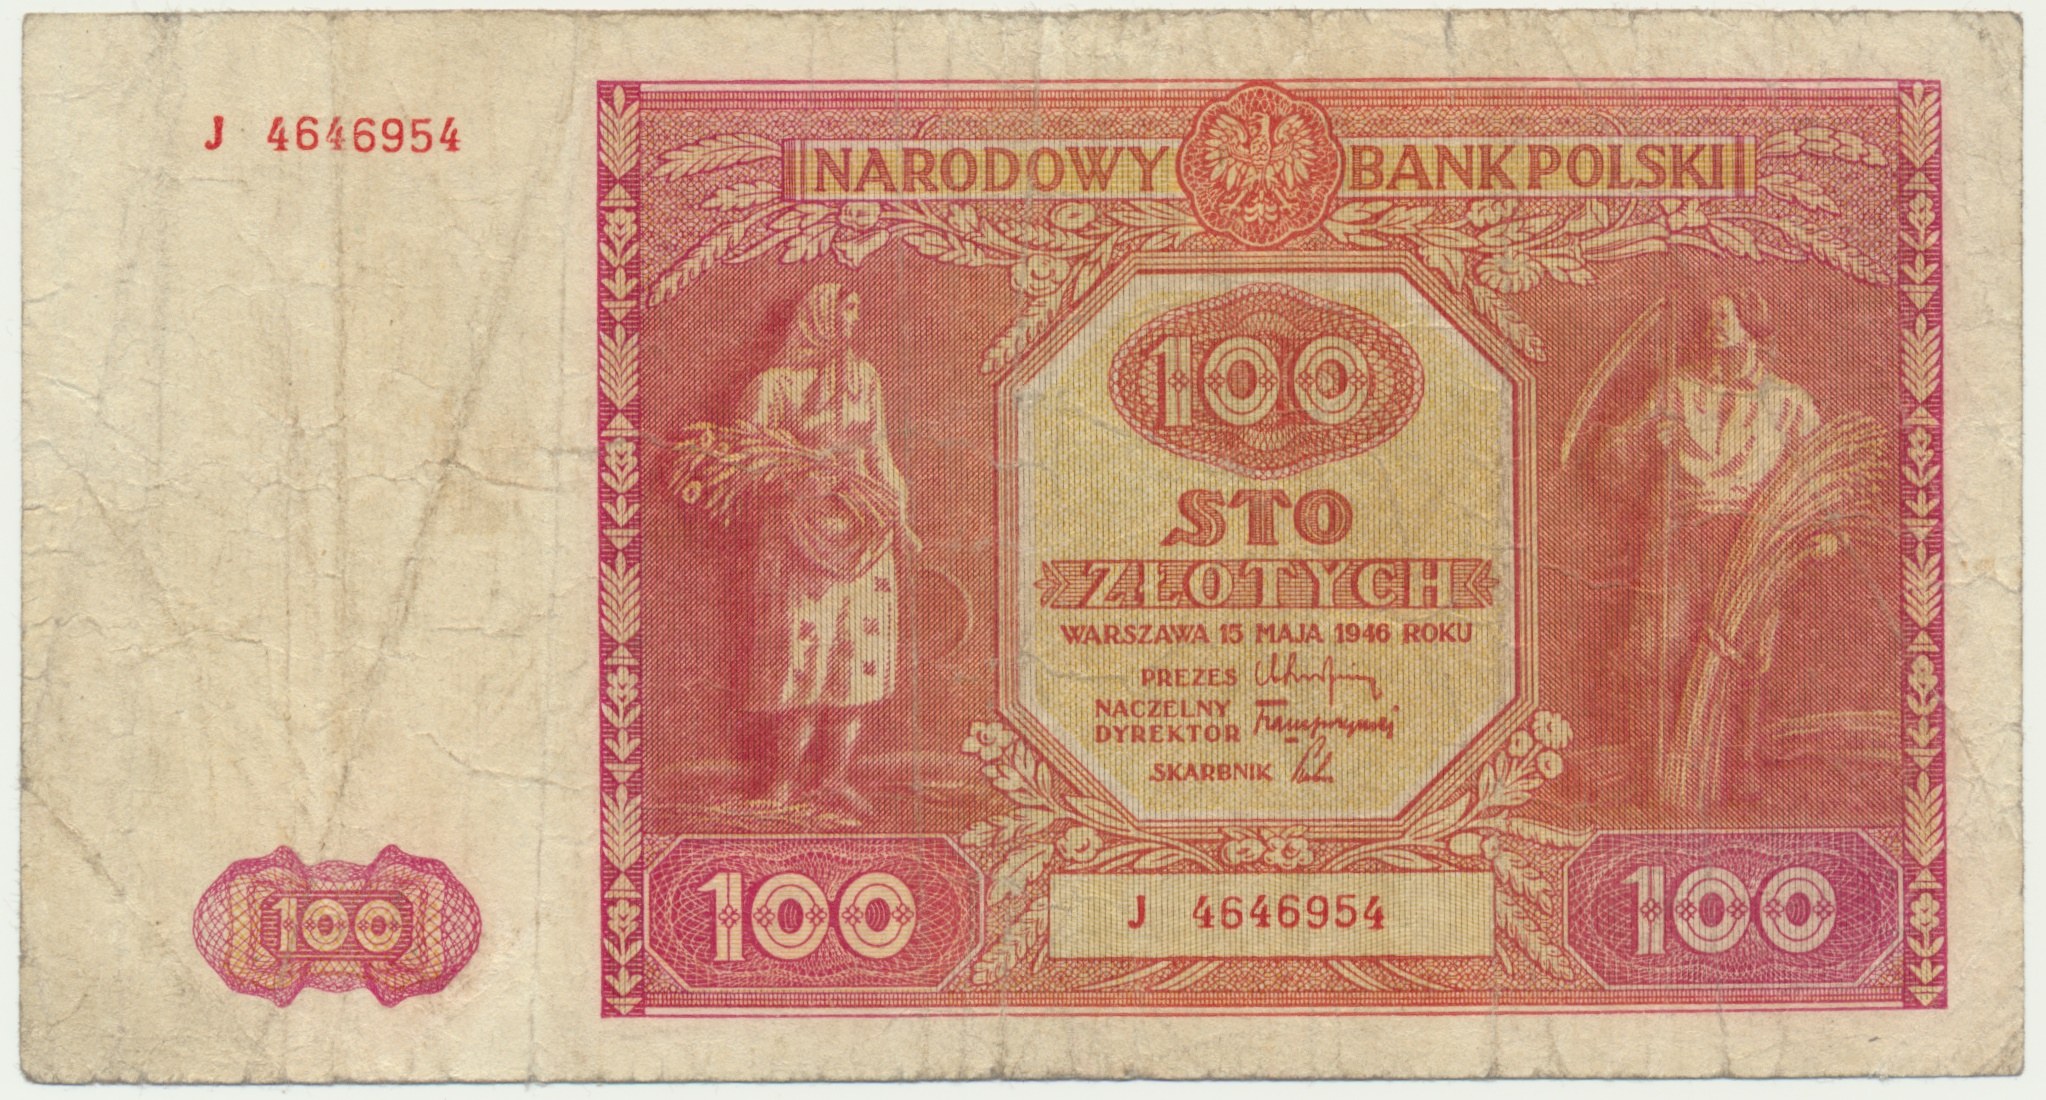 J 4646954
NARODOWY BANK POLSKI
100
STO
ZŁOTYCH
WARSZAWA 15 MAJA 1946 ROKU
PREZES
NACZELNY
DYREKTOR
SKARBNIK
100
100
J 4646954
100